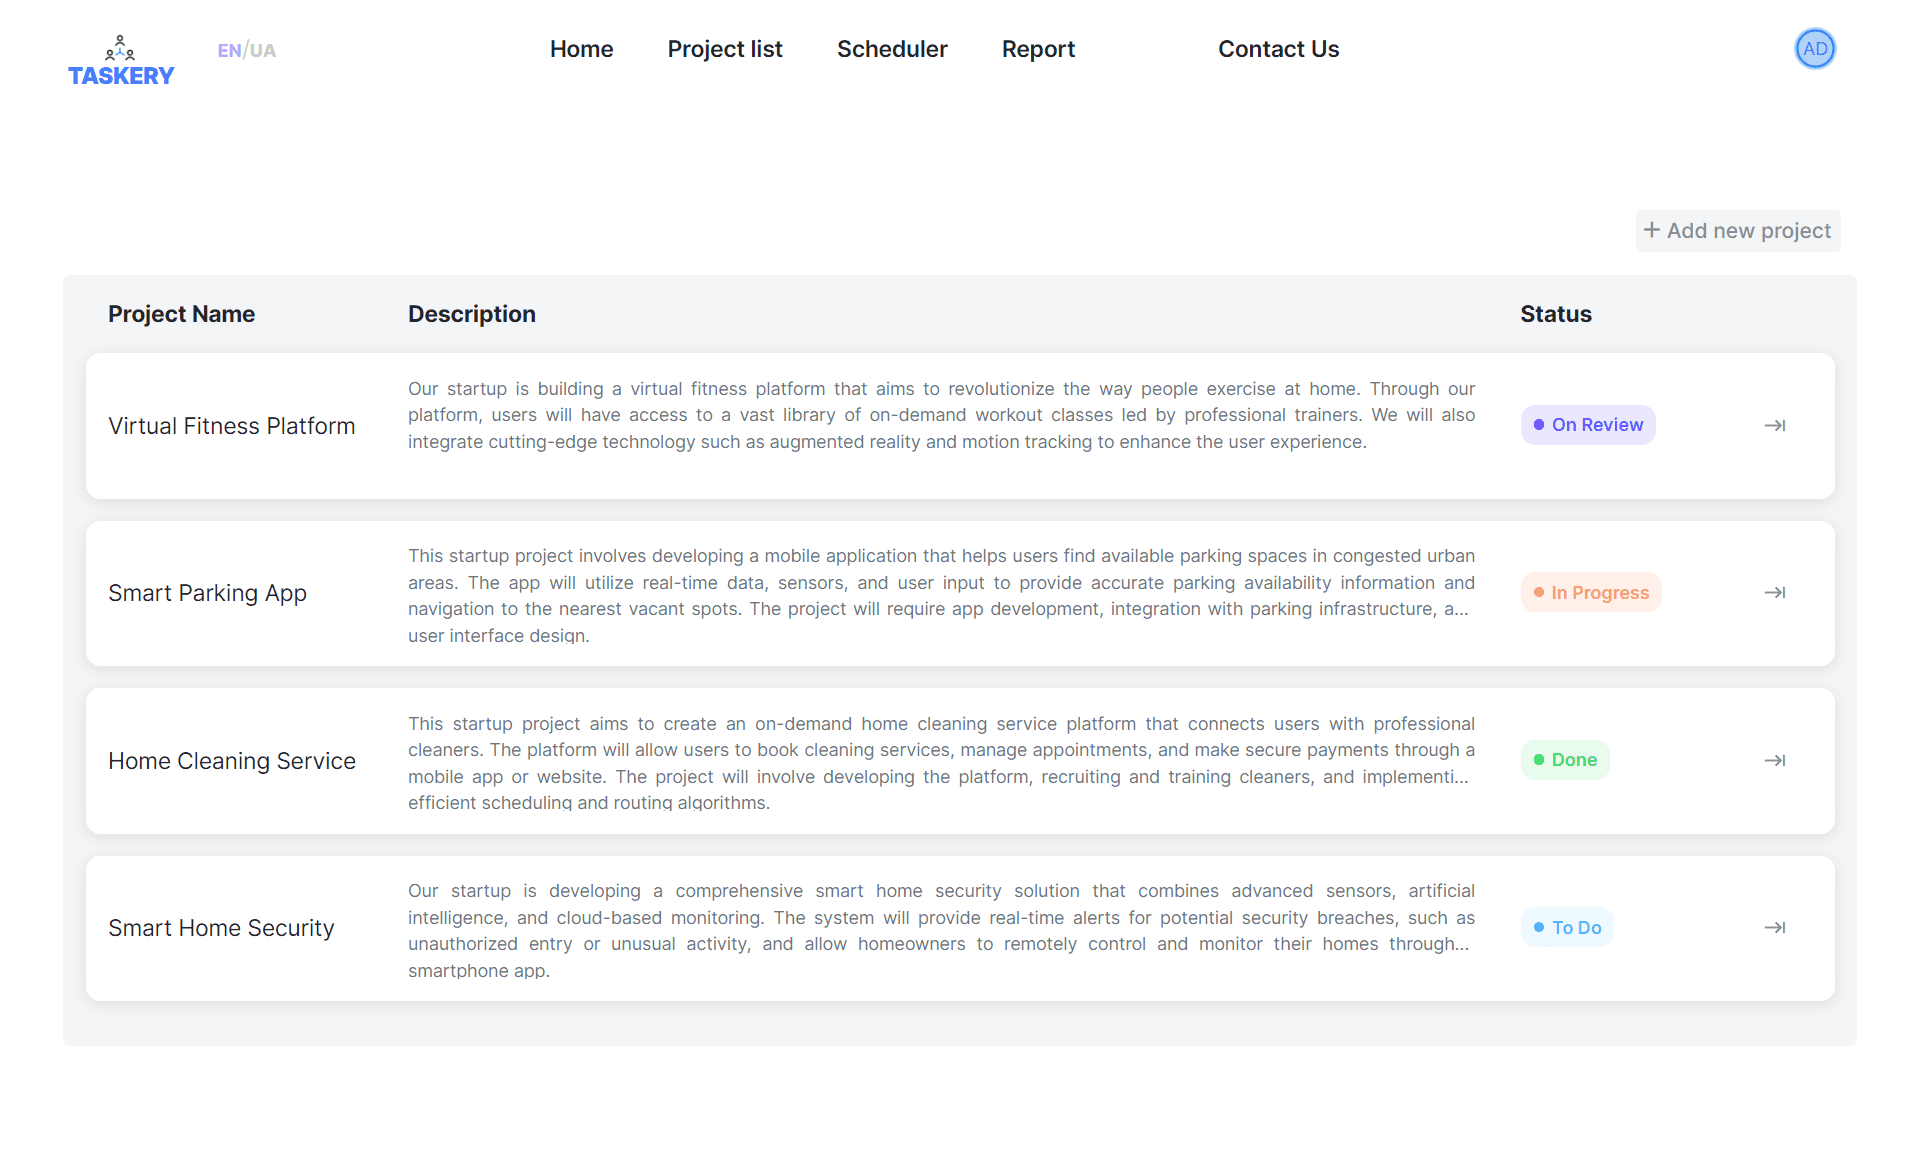 TASKERY
EN/UA
Home Project list Scheduler Report Contact Us
AD
+ Add new project
Project Name Description Status
Virtual Fitness Platform
Our startup is building a virtual fitness platform that aims to revolutionize the way people exercise at home. Through our
platform, users will have access to a vast library of on-demand workout classes led by professional trainers. We will also
integrate cutting-edge technology such as augmented reality and motion tracking to enhance the user experience.
On Review
Smart Parking App
This startup project involves developing a mobile application that helps users find available parking spaces in congested urban
areas. The app will utilize real-time data, sensors, and user input to provide accurate parking availability information and
navigation to the nearest vacant spots. The project will require app development, integration with parking infrastructure, a...
user interface design.
In Progress
Home Cleaning Service
This startup project aims to create an on-demand home cleaning service platform that connects users with professional
cleaners. The platform will allow users to book cleaning services, manage appointments, and make secure payments through a
mobile app or website. The project will involve developing the platform, recruiting and training cleaners, and implementi...
efficient scheduling and routing algorithms.
Done
Smart Home Security
Our startup is developing a comprehensive smart home security solution that combines advanced sensors, artificial
intelligence, and cloud-based monitoring. The system will provide real-time alerts for potential security breaches, such as
unauthorized entry or unusual activity, and allow homeowners to remotely control and monitor their homes through...
smartphone app.
To Do